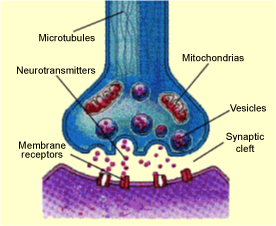 Microtubules
Neurotransmitters
Mitochondrias
Vesicles
Membrane
receptors
Synaptic
cleft